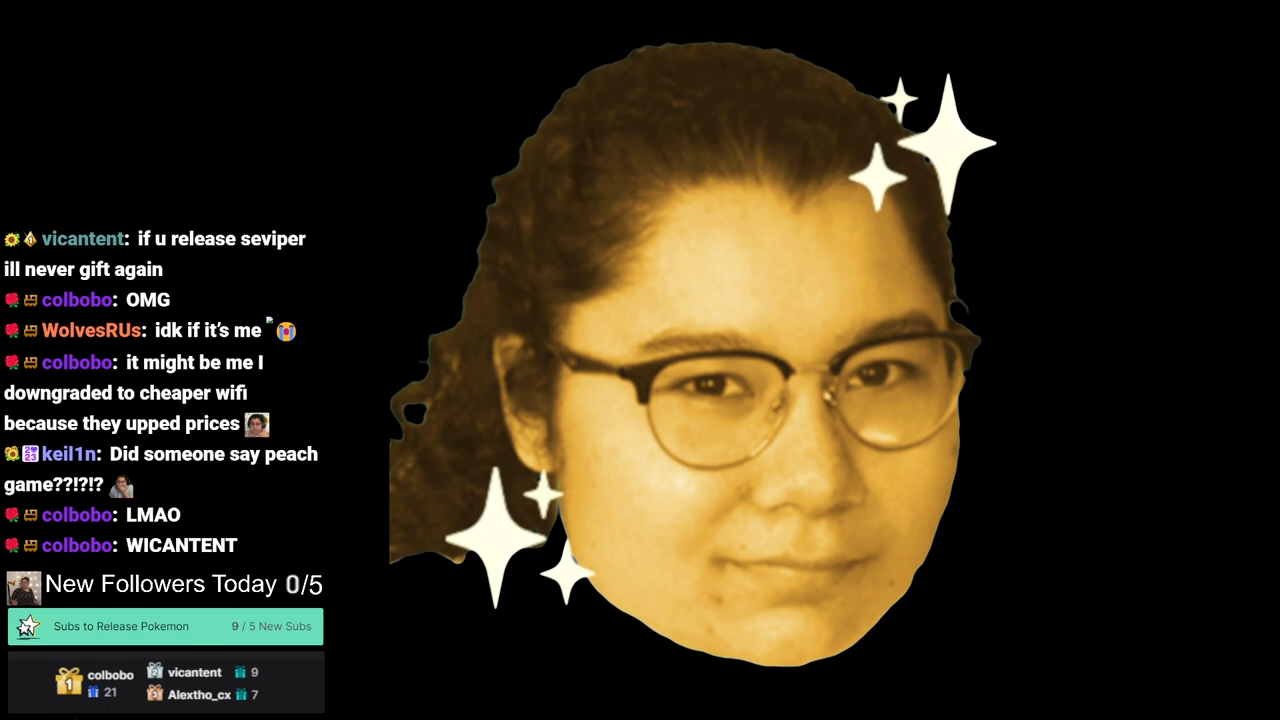 vicantent: if u release seviper
ill never gift again
colbobo: OMG
WolvesRUs: idk if it's me
colbobo: it might be me I
downgraded to cheaper wifi
because they upped prices
keil1n: Did someone say peach
game??!?!?
colbobo: LMAO
colbobo: WICANTENT
New Followers Today 0/5
Subs to Release Pokemon 9 / 5 New Subs
1 colbobo 21
2 vicantent 9
3 Alextho_cx 7